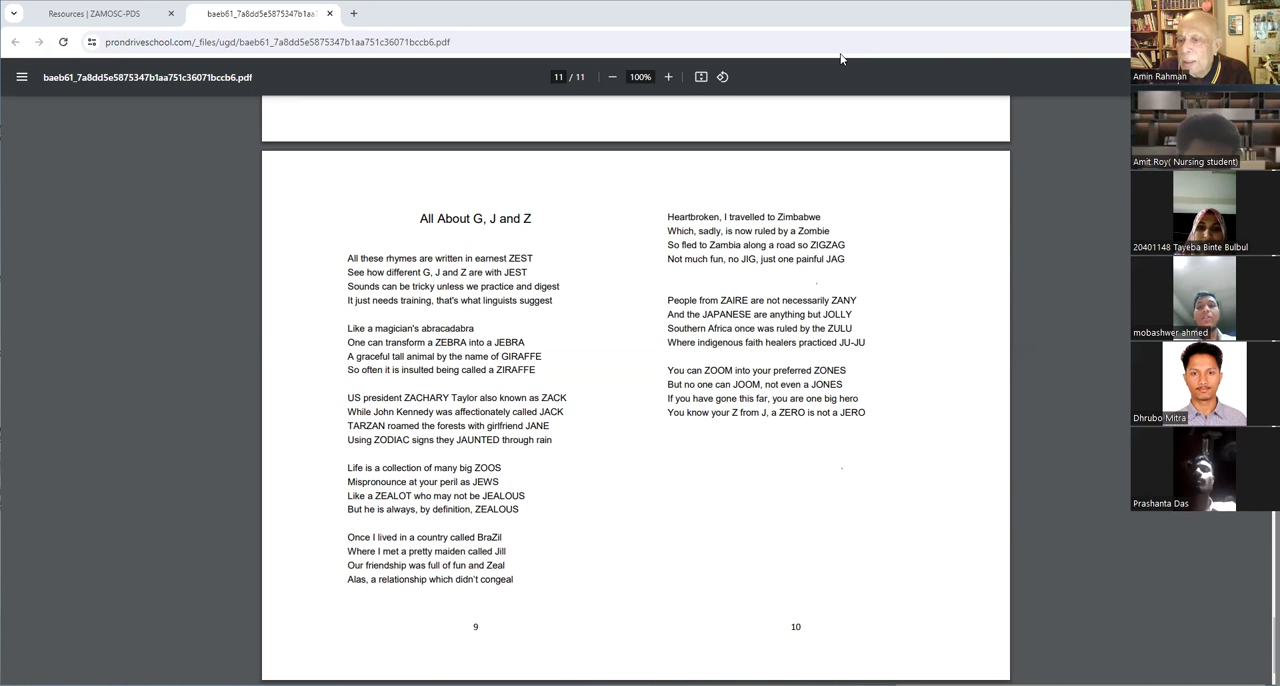 Resources | ZAMOSC-PDS
baeb61_7a8dd5e5875347b1aa7
prondriveschool.com/_files/ugd/baeb61_7a8dd5e5875347b1aa751c36071bccb6.pdf
baeb61_7a8dd5e5875347b1aa751c36071bccb6.pdf
11 / 11
100%
All About G, J and Z
All these rhymes are written in earnest ZEST
See how different G, J and Z are with JEST
Sounds can be tricky unless we practice and digest
It just needs training, that's what linguists suggest
Like a magician's abracadabra
One can transform a ZEBRA into a JEBRA
A graceful tall animal by the name of GIRAFFE
So often it is insulted being called a ZIRAFFE
US president ZACHARY Taylor also known as ZACK
While John Kennedy was affectionately called JACK
TARZAN roamed the forests with girlfriend JANE
Using ZODIAC signs they JAUNTED through rain
Life is a collection of many big ZOOS
Mispronounce at your peril as JEWS
Like a ZEALOT who may not be JEALOUS
But he is always, by definition, ZEALOUS
Once I lived in a country called BraZil
Where I met a pretty maiden called Jill
Our friendship was full of fun and Zeal
Alas, a relationship which didn't congeal
9
Heartbroken, I travelled to Zimbabwe
Which, sadly, is now ruled by a Zombie
So fled to Zambia along a road so ZIGZAG
Not much fun, no JIG, just one painful JAG
People from ZAIRE are not necessarily ZANY
And the JAPANESE are anything but JOLLY
Southern Africa once was ruled by the ZULU
Where indigenous faith healers practiced JU-JU
You can ZOOM into your preferred ZONES
But no one can JOOM, not even a JONES
If you have gone this far, you are one big hero
You know your Z from J, a ZERO is not a JERO
10
Amin Rahman
Amit Roy( Nursing student)
20401148 Tayeba Binte Bulbul
mobashwer ahmed
Dhrubo Mitra
Prashanta Das